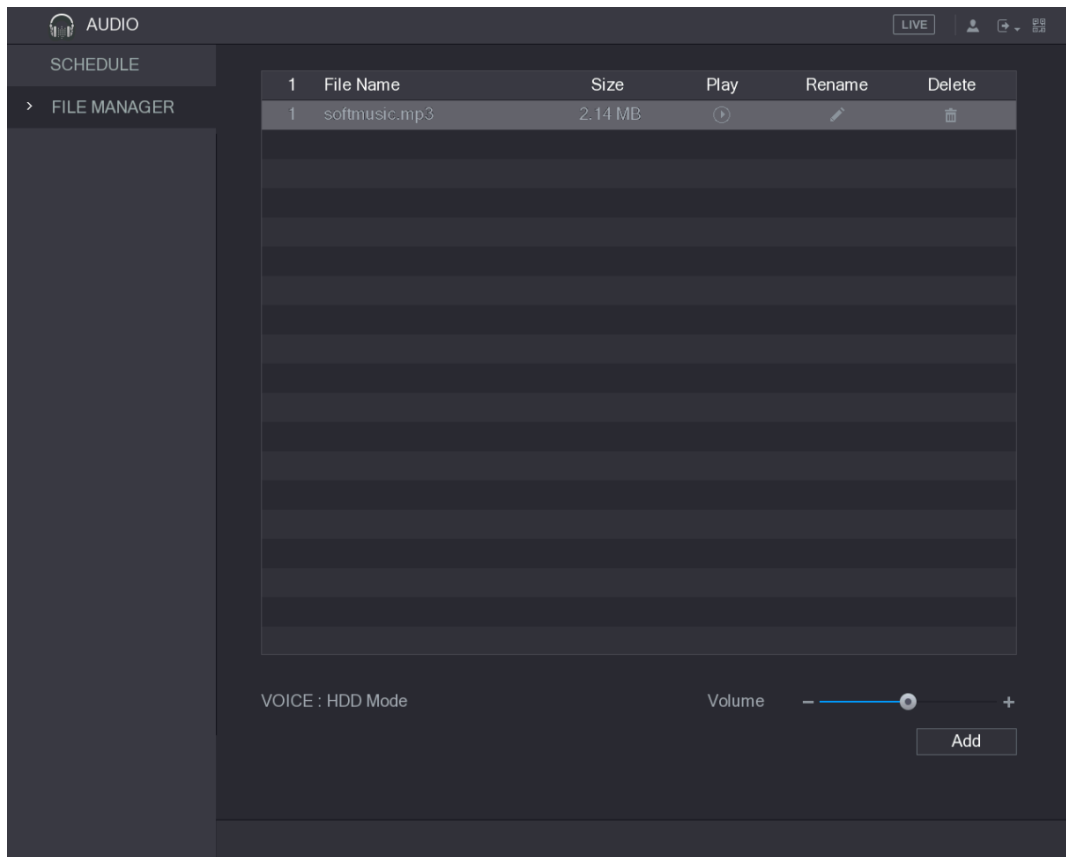 AUDIO
LIVE
SCHEDULE
FILE MANAGER
1 File Name Size Play Rename Delete
1 softmusic.mp3 2.14 MB
VOICE : HDD Mode Volume
Add